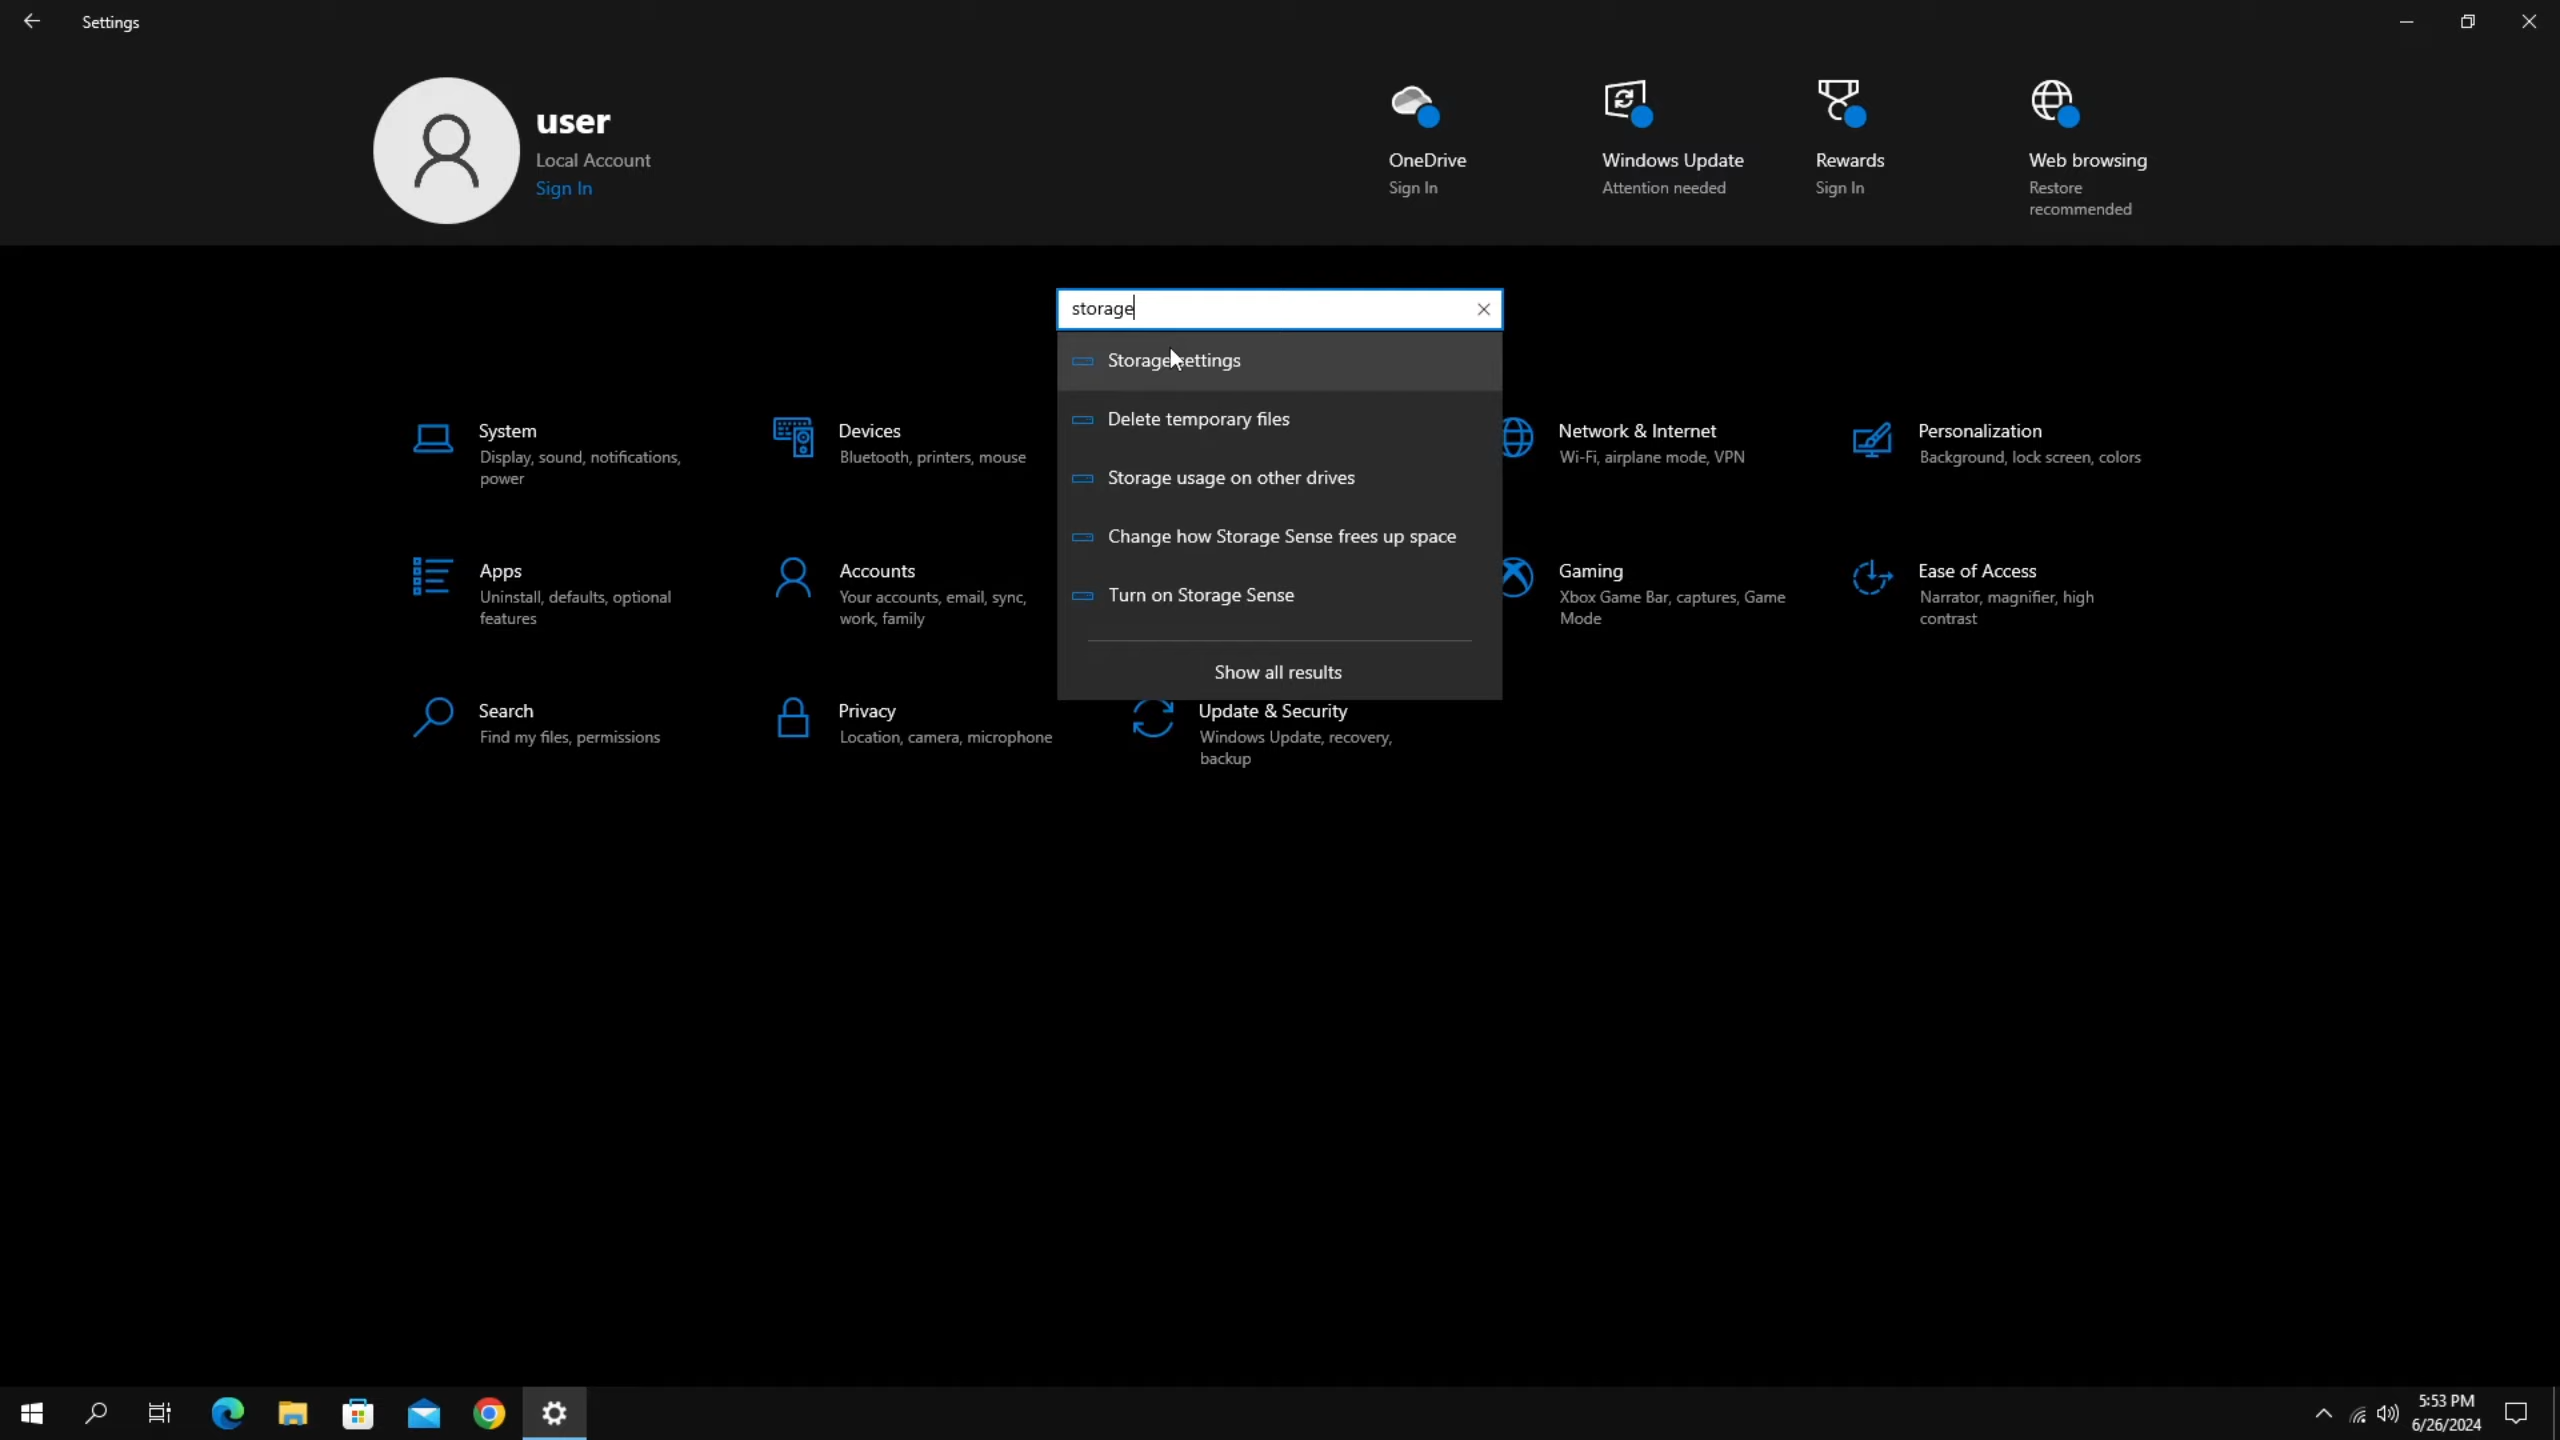 Settings
user
Local Account
Sign In
OneDrive
Sign In
Windows Update
Attention needed
Rewards
Sign In
Web browsing
Restore
recommended
storage
Storage settings
Delete temporary files
Storage usage on other drives
Change how Storage Sense frees up space
Turn on Storage Sense
Show all results
System
Display, sound, notifications,
power
Devices
Bluetooth, printers, mouse
Network & Internet
Wi-Fi, airplane mode, VPN
Personalization
Background, lock screen, colors
Apps
Uninstall, defaults, optional
features
Accounts
Your accounts, email, sync,
work, family
Gaming
Xbox Game Bar, captures, Game
Mode
Ease of Access
Narrator, magnifier, high
contrast
Search
Find my files, permissions
Privacy
Location, camera, microphone
Update & Security
Windows Update, recovery,
backup
5:53 PM
6/26/2024